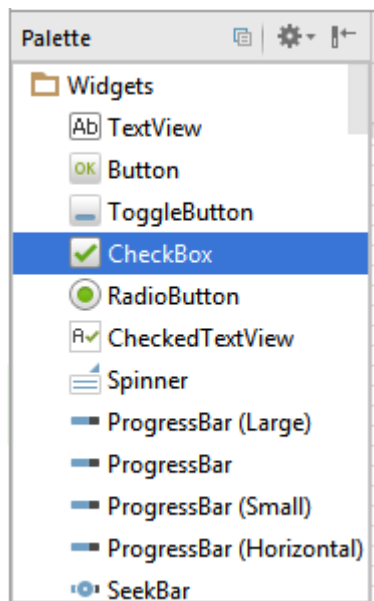 Palette
Widgets
Ab TextView
OK Button
ToggleButton
CheckBox
RadioButton
A CheckedTextView
Spinner
ProgressBar (Large)
ProgressBar
ProgressBar (Small)
ProgressBar (Horizontal)
SeekBar